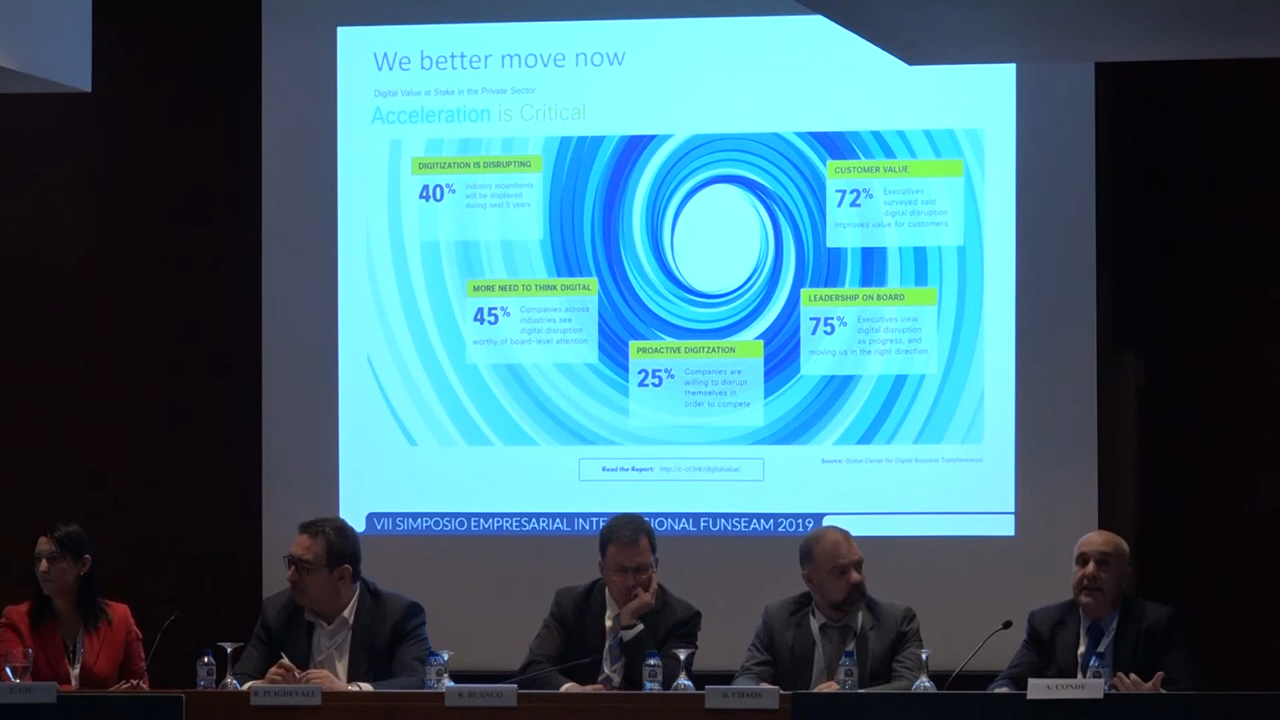 We better move now
Digital Value at Stake in the Private Sector
Acceleration is Critical
DIGITIZATION IS DISRUPTING
40%
Industry incumbents
will be displaced
during next 5 years
CUSTOMER VALUE
72%
Executives
surveyed said
digital disruption
improves value for customers
MORE NEED TO THINK DIGITAL
45%
Companies across
industries see
digital disruption
worthy of board-level attention
LEADERSHIP ON BOARD
75%
Executives view
digital disruption
as progress, and
moving us in the right direction
PROACTIVE DIGITZATION
25%
Companies are
willing to disrupt
themselves in
order to compete
Source: Global Center for Digital Business Transformation
Read the Report:
VII SIMPOSIO EMPRESARIAL FUNSEAM 2019
B. PUIGDEVALL
R. BLANCO
A. CONDE